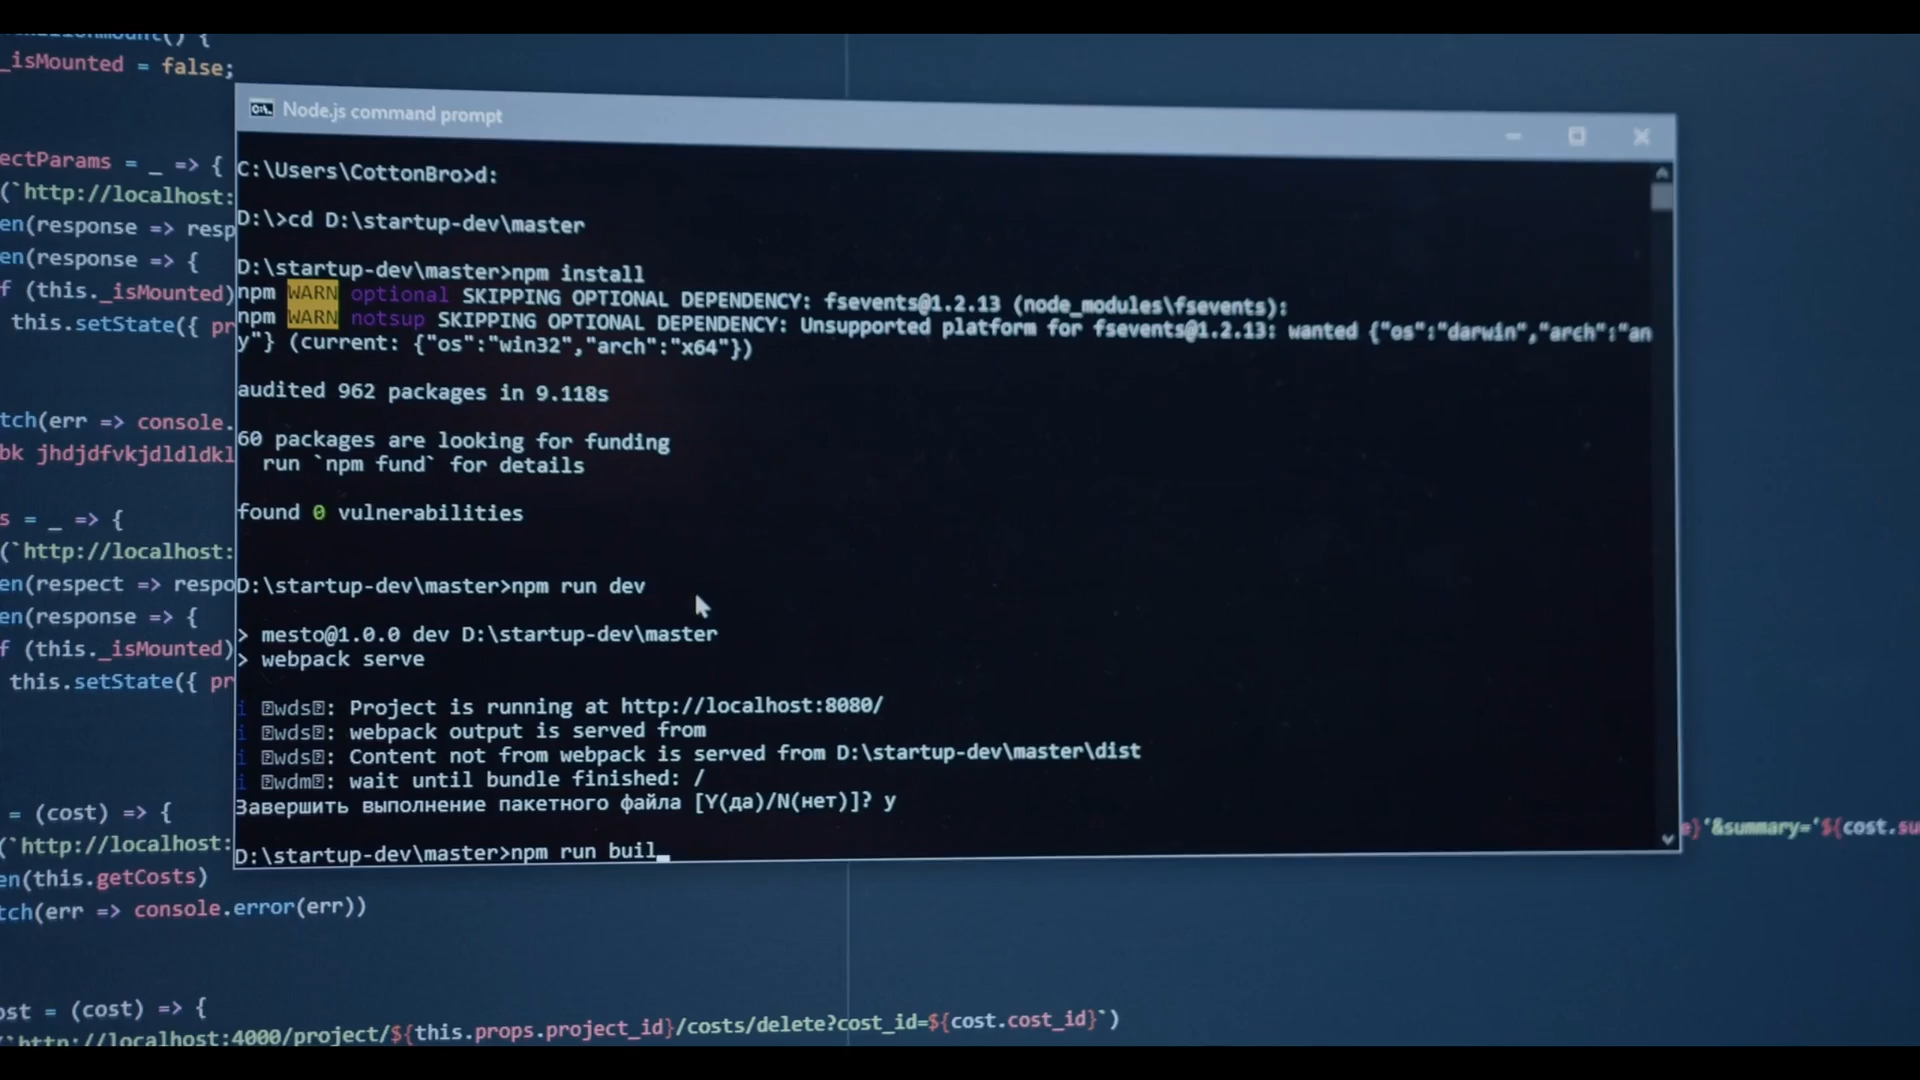 _isMounted = false;
Node.js command prompt
C:\Users\CottonBro>d:
D:\>cd D:\startup-dev\master
D:\startup-dev\master>npm install
npm WARN optional SKIPPING OPTIONAL DEPENDENCY: fsevents@1.2.13 (node_modules\fsevents):
npm WARN notsup SKIPPING OPTIONAL DEPENDENCY: Unsupported platform for fsevents@1.2.13: wanted {"os":"darwin","arch":"an
y"} (current: {"os":"win32","arch":"x64"})
audited 962 packages in 9.118s
60 packages are looking for funding
run `npm fund` for details
found 0 vulnerabilities
D:\startup-dev\master>npm run dev
> mesto@1.0.0 dev D:\startup-dev\master
> webpack serve
i wds: Project is running at http://localhost:8080/
i wds: webpack output is served from
i wds: Content not from webpack is served from D:\startup-dev\master\dist
i wdm: wait until bundle finished: /
Завершить выполнение пакетного файла [Y(да)/N(нет)]? y
D:\startup-dev\master>npm run buil_
ectParams = _ => {
(`http://localhost:
en(response => resp
en(response => {
f (this._isMounted)
this.setState({ pr
tch(err => console.
bk jhdjdfvkjdldldkl
s = _ => {
(`http://localhost:
en(respect => respo
en(response => {
f (this._isMounted)
this.setState({ pr
= (cost) => {
(`http://localhost:
e}'&summary='${cost.su
en(this.getCosts)
tch(err => console.error(err))
ost = (cost) => {
(`http://localhost:4000/project/${this.props.project_id}/costs/delete?cost_id=${cost.cost_id}`)